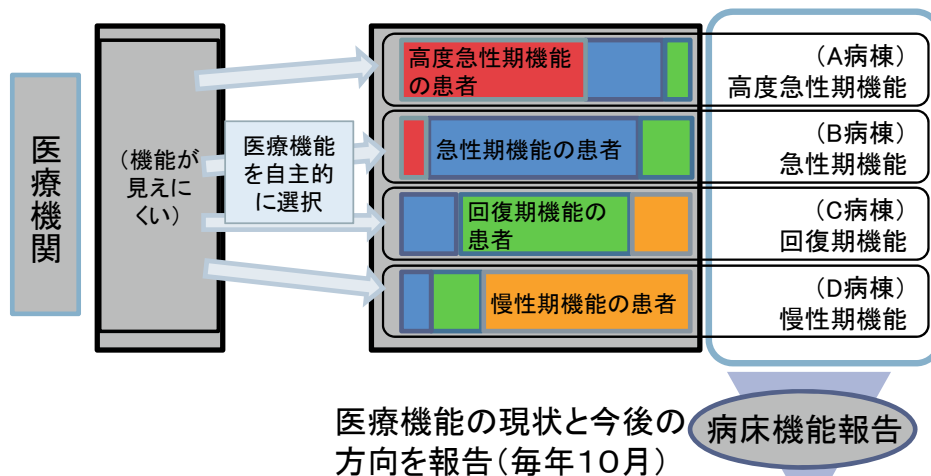 医療機関
(機能が
見えに
くい)
医療機能
を自主的
に選択
高度急性期機能
の患者
(A病棟)
高度急性期機能
急性期機能の患者
(B病棟)
急性期機能
回復期機能の
患者
(C病棟)
回復期機能
慢性期機能の患者
(D病棟)
慢性期機能
医療機能の現状と今後の
方向を報告(毎年10月)
病床機能報告